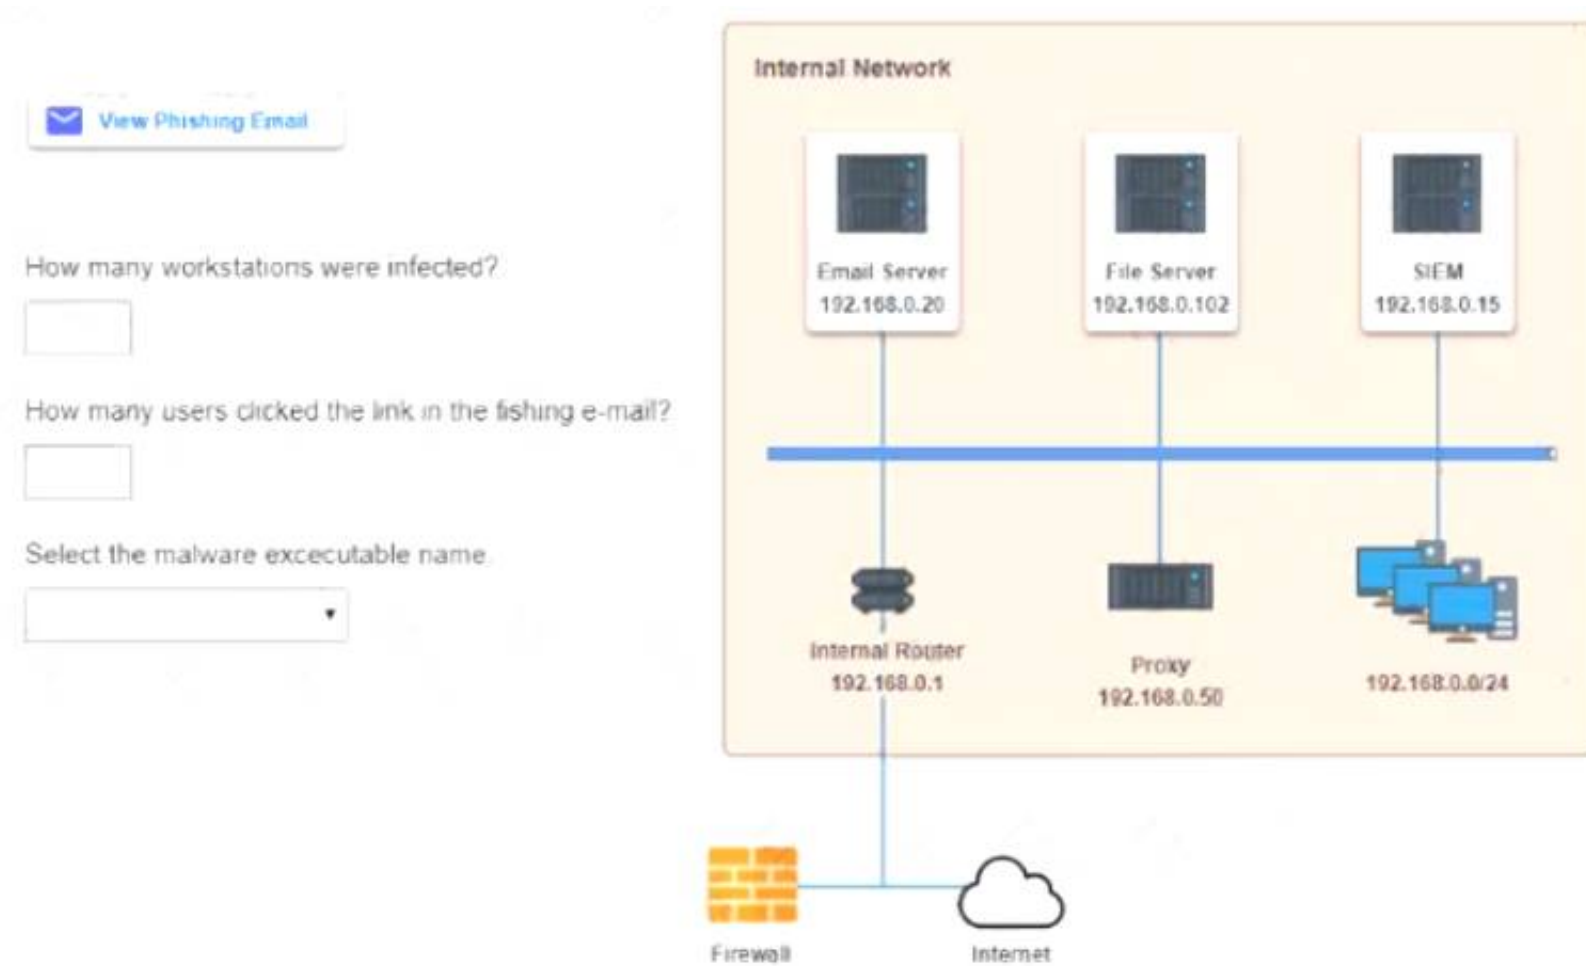 View Phishing Email
How many workstations were infected?
How many users clicked the link in the fishing e-mail?
Select the malware excecutable name.
Internal Network
Email Server
192.168.0.20
File Server
192.168.0.102
SIEM
192.168.0.15
Internal Router
192.168.0.1
Proxy
192.168.0.50
192.168.0.0/24
Firewall
Internet